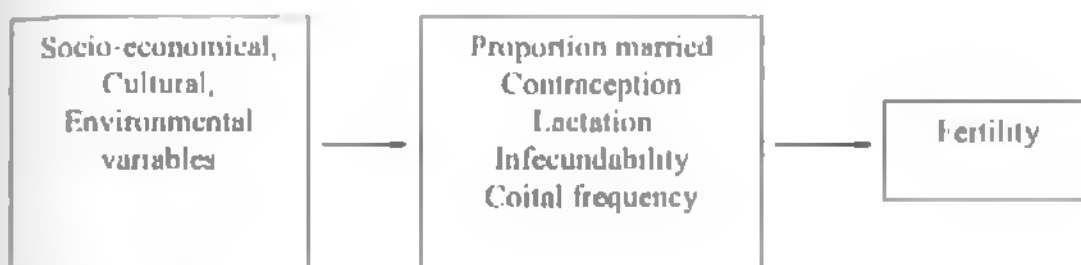 Socio-economical,
Cultural,
Environmental
variables
Proportion married
Contraception
Lactation
Infecundability
Coital frequency
Fertility